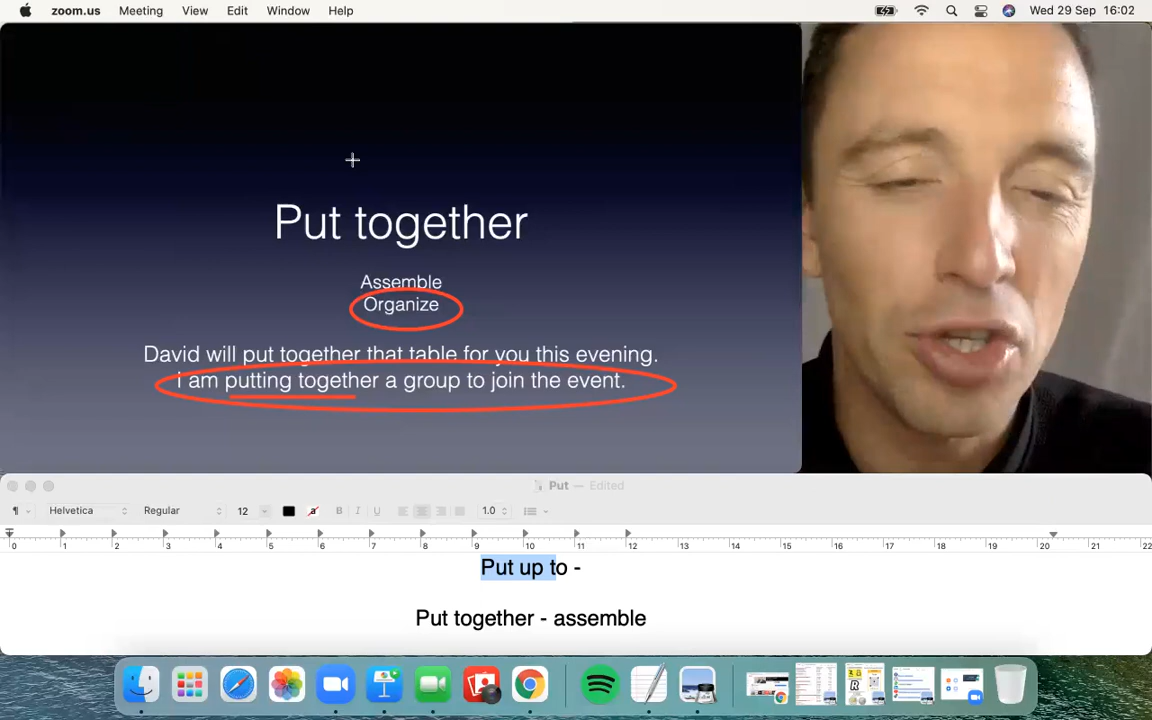 zoom.us Meeting View Edit Window Help Wed 29 Sep 16:02
Put together
Assemble
Organize
David will put together that table for you this evening.
I am putting together a group to join the event.
Put — Edited
¶ Helvetica Regular 12 a B I U 1.0
0 1 2 3 4 5 6 7 8 9 10 11 12 13 14 15 16 17 18 19 20 21 22
Put up to -
Put together - assemble